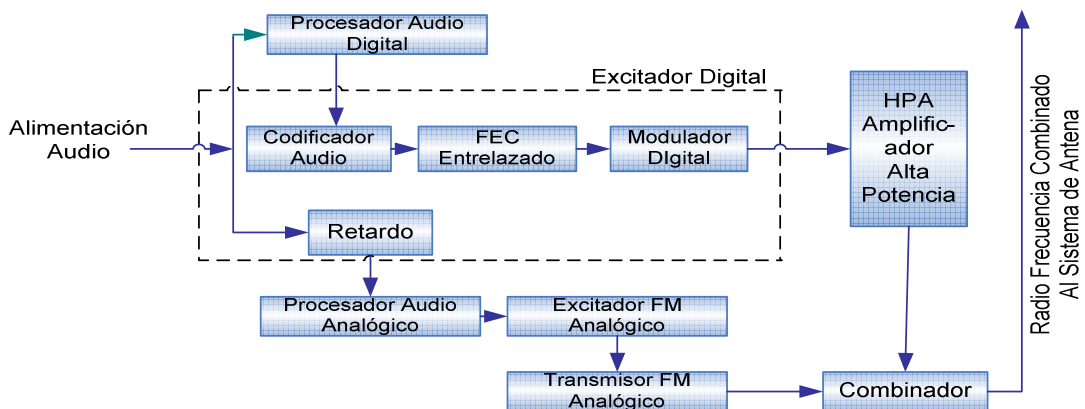 Procesador Audio
Digital
Excitador Digital
Alimentación
Audio
Codificador
Audio
FEC
Entrelazado
Modulador
DIgital
HPA
Amplific-
ador
Alta
Potencia
Retardo
Procesador Audio
Analógico
Excitador FM
Analógico
Transmisor FM
Analógico
Combinador
Radio Frecuencia Combinado
Al Sistema de Antena